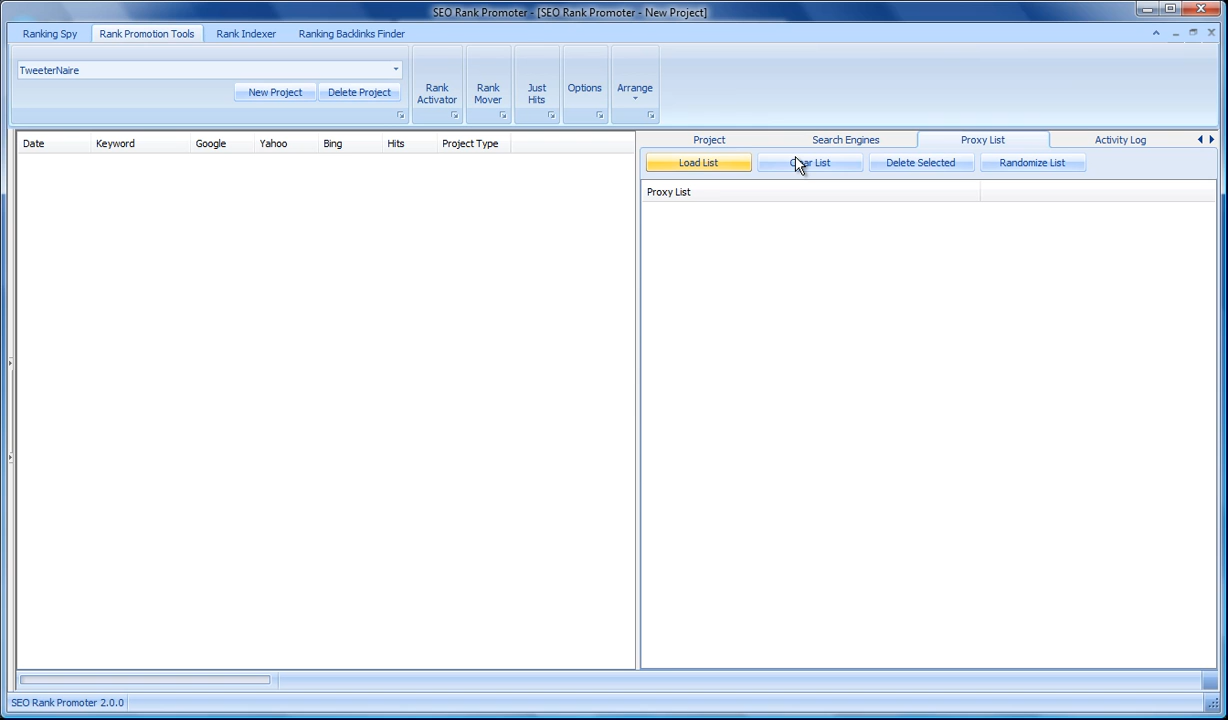 SEO Rank Promoter - [SEO Rank Promoter - New Project]
Ranking Spy Rank Promotion Tools Rank Indexer Ranking Backlinks Finder
TweeterNaire
New Project Delete Project
Rank Activator
Rank Mover
Just Hits
Options
Arrange
Date Keyword Google Yahoo Bing Hits Project Type
Project Search Engines Proxy List Activity Log
Load List Clear List Delete Selected Randomize List
Proxy List
SEO Rank Promoter 2.0.0